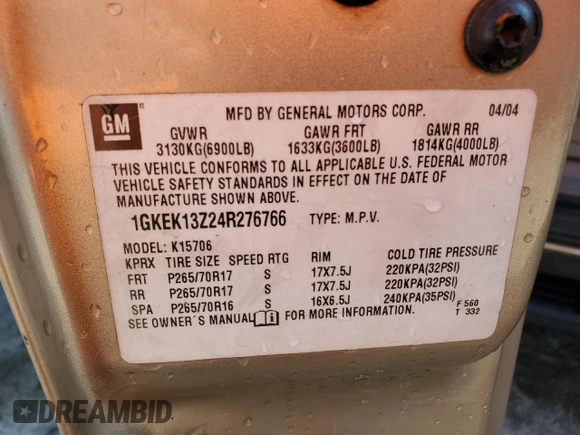 GM
MFD BY GENERAL MOTORS CORP. 04/04
GVWR GAWR FRT GAWR RR
3130KG(6900LB) 1633KG(3600LB) 1814KG(4000LB)
THIS VEHICLE CONFORMS TO ALL APPLICABLE U.S. FEDERAL MOTOR
VEHICLE SAFETY STANDARDS IN EFFECT ON THE DATE OF
MANUFACTURE SHOWN ABOVE.
1GKEK13Z24R276766 TYPE: M.P.V.
MODEL: K15706
KPRX TIRE SIZE SPEED RTG RIM COLD TIRE PRESSURE
FRT P265/70R17 S 17X7.5J 220KPA(32PSI)
RR P265/70R17 S 17X7.5J 220KPA(32PSI)
SPA P265/70R16 S 16X6.5J 240KPA(35PSI) F 560
SEE OWNER'S MANUAL FOR MORE INFORMATION. T 332
DREAMBID